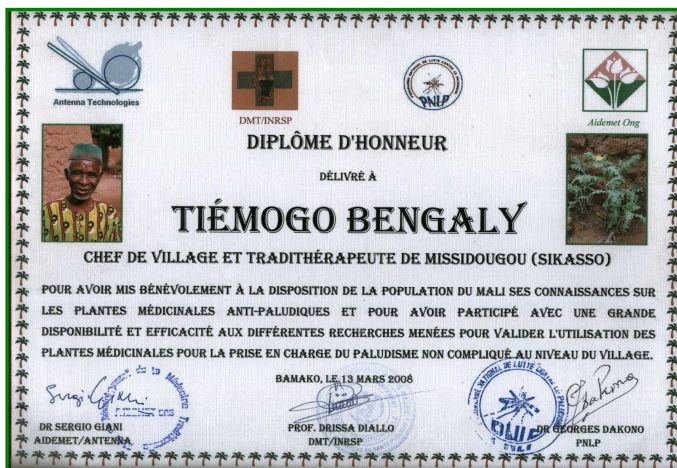 Antenna Technologies
DMT/INRSP
PNLP
Aidemet Ong
DIPLÔME D'HONNEUR
DÉLIVRÉ À
TIÉMOGO BENGALY
CHEF DE VILLAGE ET TRADITHÉRAPEUTE DE MISSIDOUGOU (SIKASSO)
POUR AVOIR MIS BÉNÉVOLEMENT À LA DISPOSITION DE LA POPULATION DU MALI SES CONNAISSANCES SUR
LES PLANTES MÉDICINALES ANTI-PALUDIQUES ET POUR AVOIR PARTICIPÉ AVEC UNE GRANDE
DISPONIBILITÉ ET EFFICACITÉ AUX DIFFÉRENTES RECHERCHES MENÉES POUR VALIDER L'UTILISATION DES
PLANTES MÉDICINALES POUR LA PRISE EN CHARGE DU PALUDISME NON COMPLIQUÉ AU NIVEAU DU VILLAGE.
BAMAKO, LE 13 MARS 2008
DR SERGIO GIANI
AIDEMET/ANTENNA
PROF. DRISSA DIALLO
DMT/INRSP
DR GEORGES DAKONO
PNLP